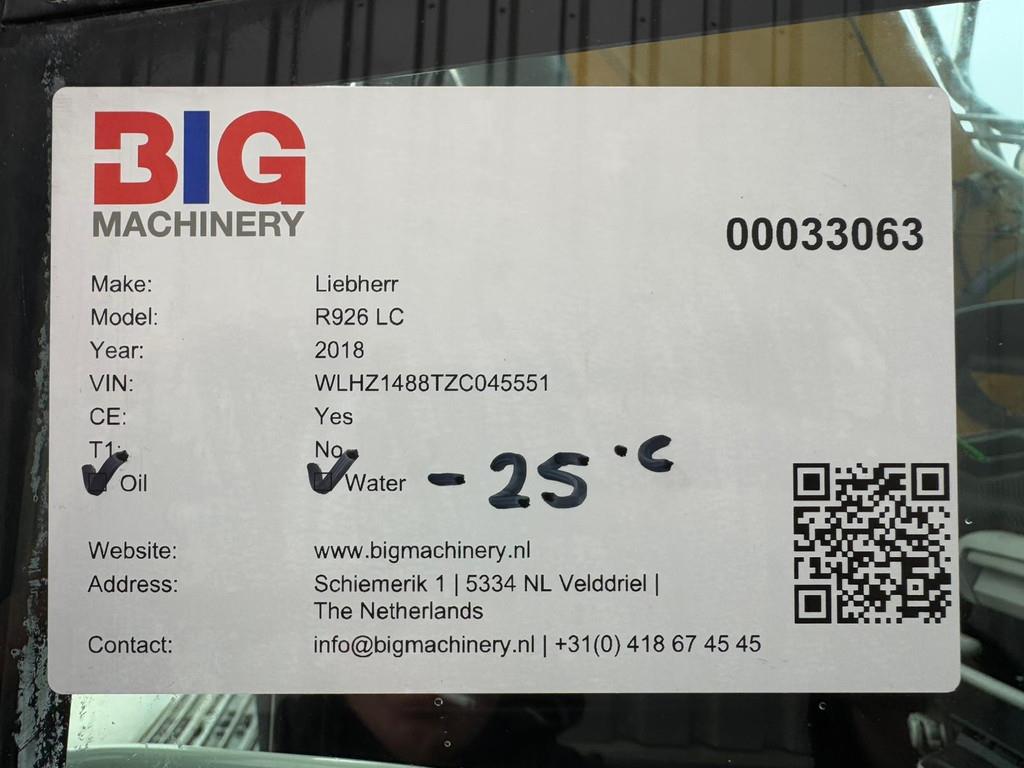 BIG
MACHINERY
00033063
Make: Liebherr
Model: R926 LC
Year: 2018
VIN: WLHZ1488TZC045551
CE: Yes
T1: No
Oil Water - 25 °C
Website: www.bigmachinery.nl
Address: Schiemerik 1 | 5334 NL Velddriel |
The Netherlands
Contact: info@bigmachinery.nl | +31(0) 418 67 45 45